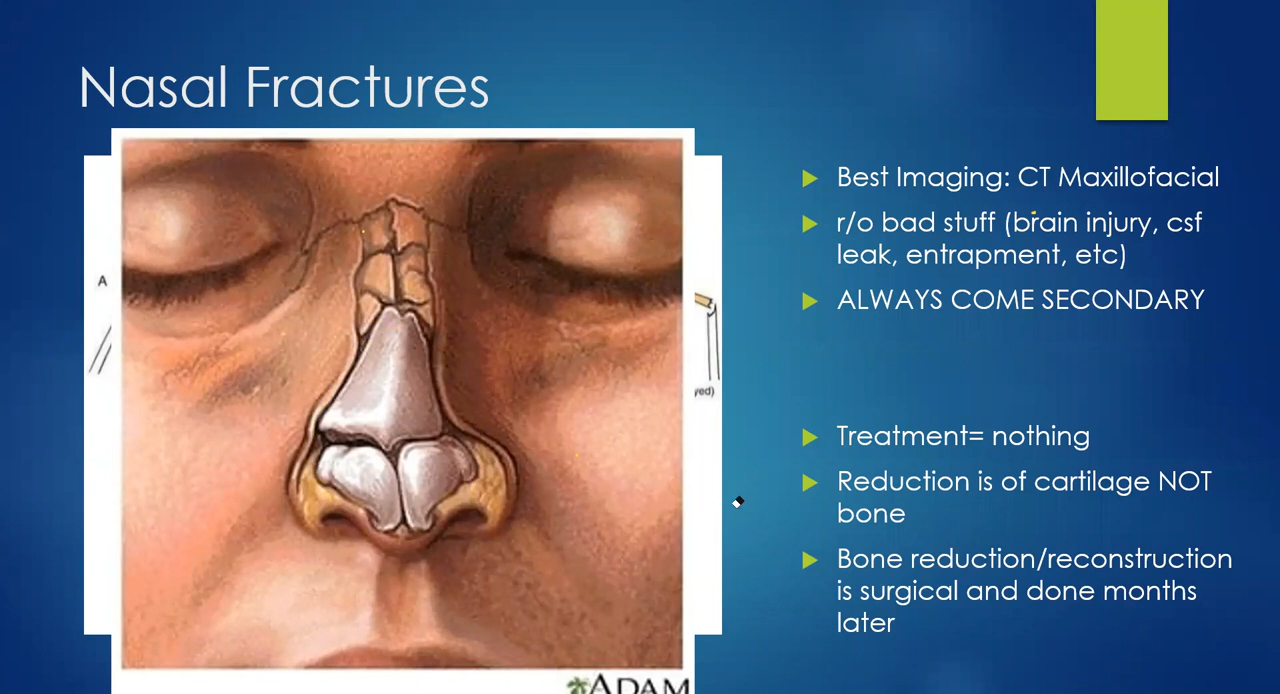 Nasal Fractures
A
yed)
ADAM
Best Imaging: CT Maxillofacial
r/o bad stuff (brain injury, csf
leak, entrapment, etc)
ALWAYS COME SECONDARY
Treatment= nothing
Reduction is of cartilage NOT
bone
Bone reduction/reconstruction
is surgical and done months
later